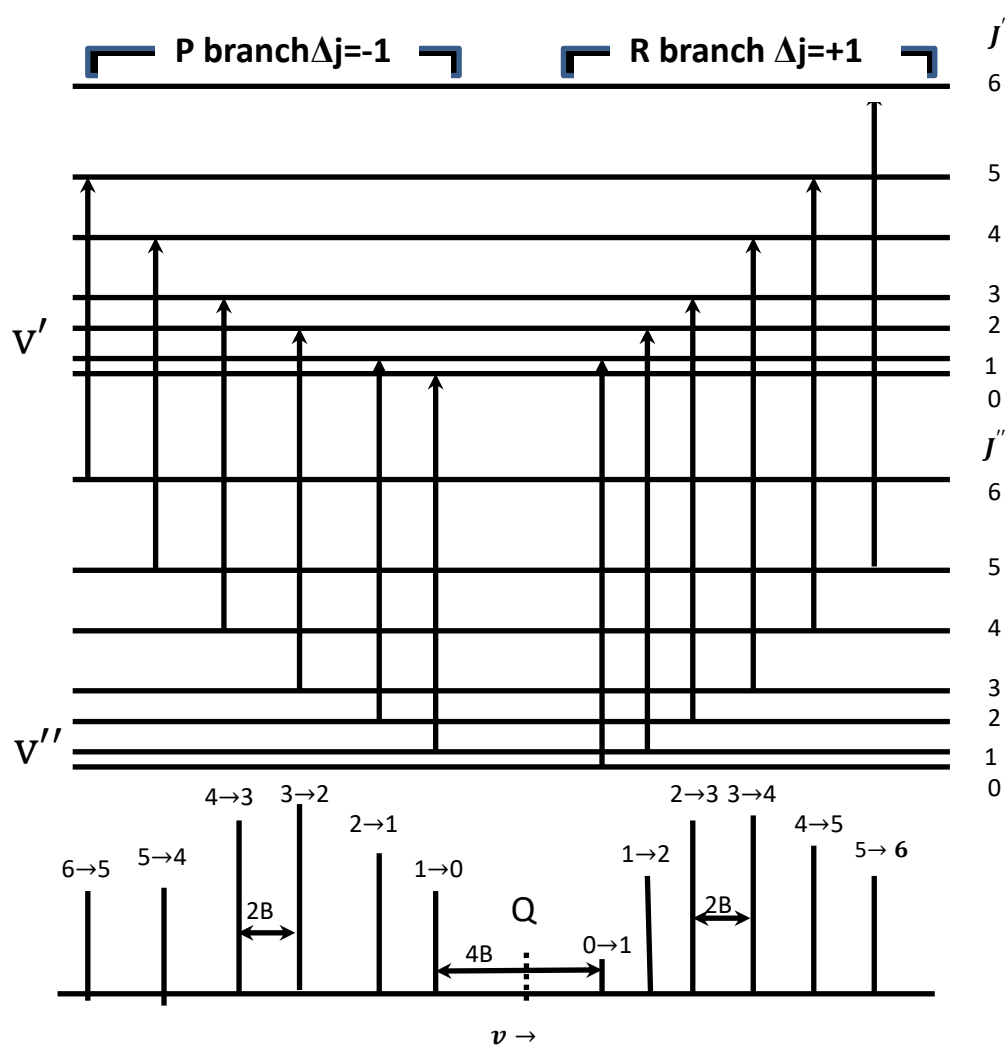 J′
P branchΔj=-1
R branch Δj=+1
6
5
4
3
2
V′
1
0
J′′
6
5
4
3
2
V′′
1
0
4→3
3→2
2→3
3→4
2→1
4→5
5→4
1→2
5→ 6
6→5
1→0
2B
2B
Q
4B
0→1
v →